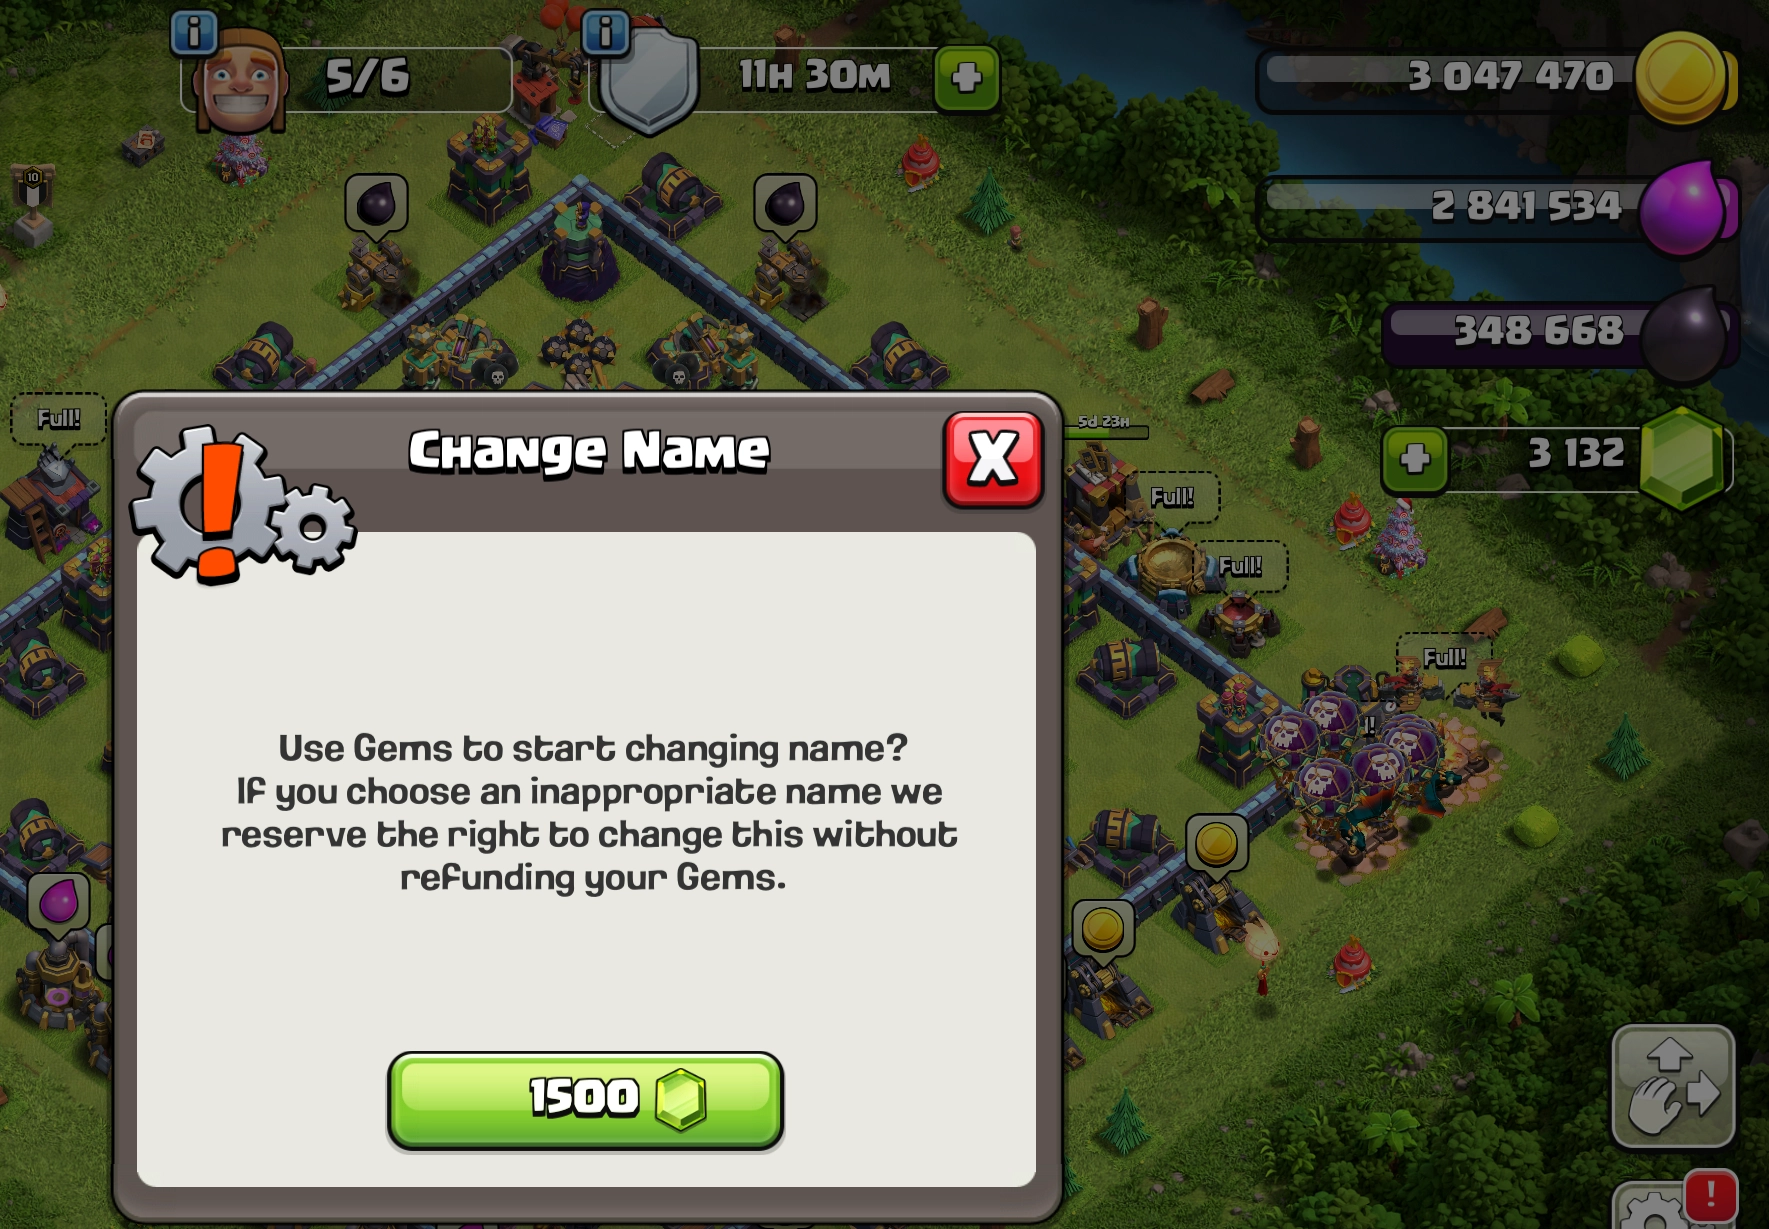 5/6
11H 30M
3 047 470
10
2 841 534
348 668
Full!
5d 23H
3 132
Change Name
X
Full!
Full!
Full!
Use Gems to start changing name?
If you choose an inappropriate name we
reserve the right to change this without
refunding your Gems.
1500